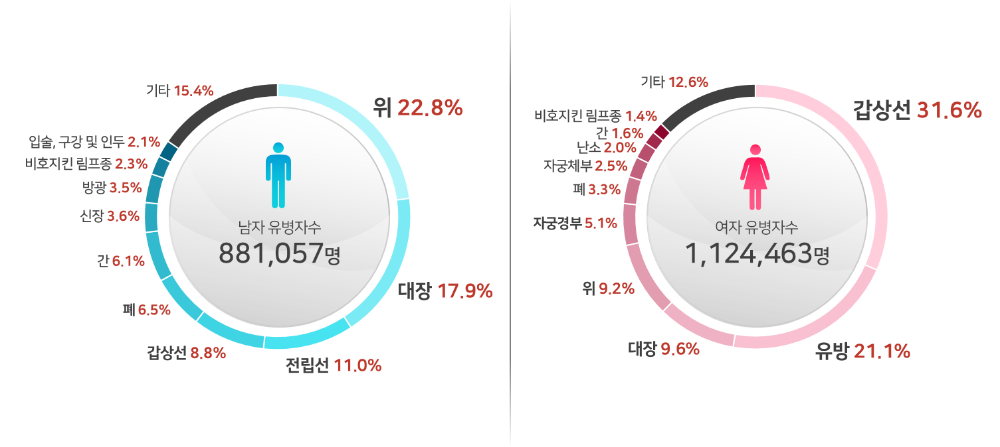 기타 15.4%
위 22.8%
입술, 구강 및 인두 2.1%
비호지킨 림프종 2.3%
방광 3.5%
신장 3.6%
간 6.1%
폐 6.5%
갑상선 8.8%
전립선 11.0%
대장 17.9%
남자 유병자수
881,057명
기타 12.6%
갑상선 31.6%
비호지킨 림프종 1.4%
간 1.6%
난소 2.0%
자궁체부 2.5%
폐 3.3%
자궁경부 5.1%
위 9.2%
대장 9.6%
유방 21.1%
여자 유병자수
1,124,463명